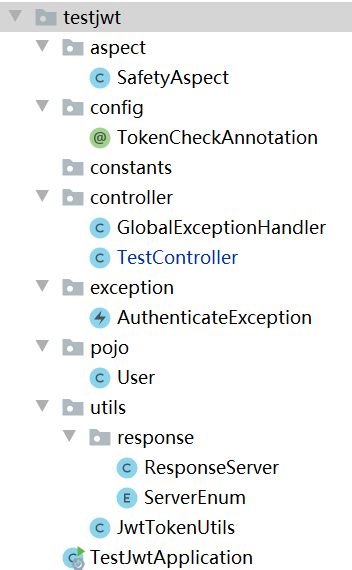 testjwt
aspect
SafetyAspect
config
TokenCheckAnnotation
constants
controller
GlobalExceptionHandler
TestController
exception
AuthenticateException
pojo
User
utils
response
ResponseServer
ServerEnum
JwtTokenUtils
TestJwtApplication